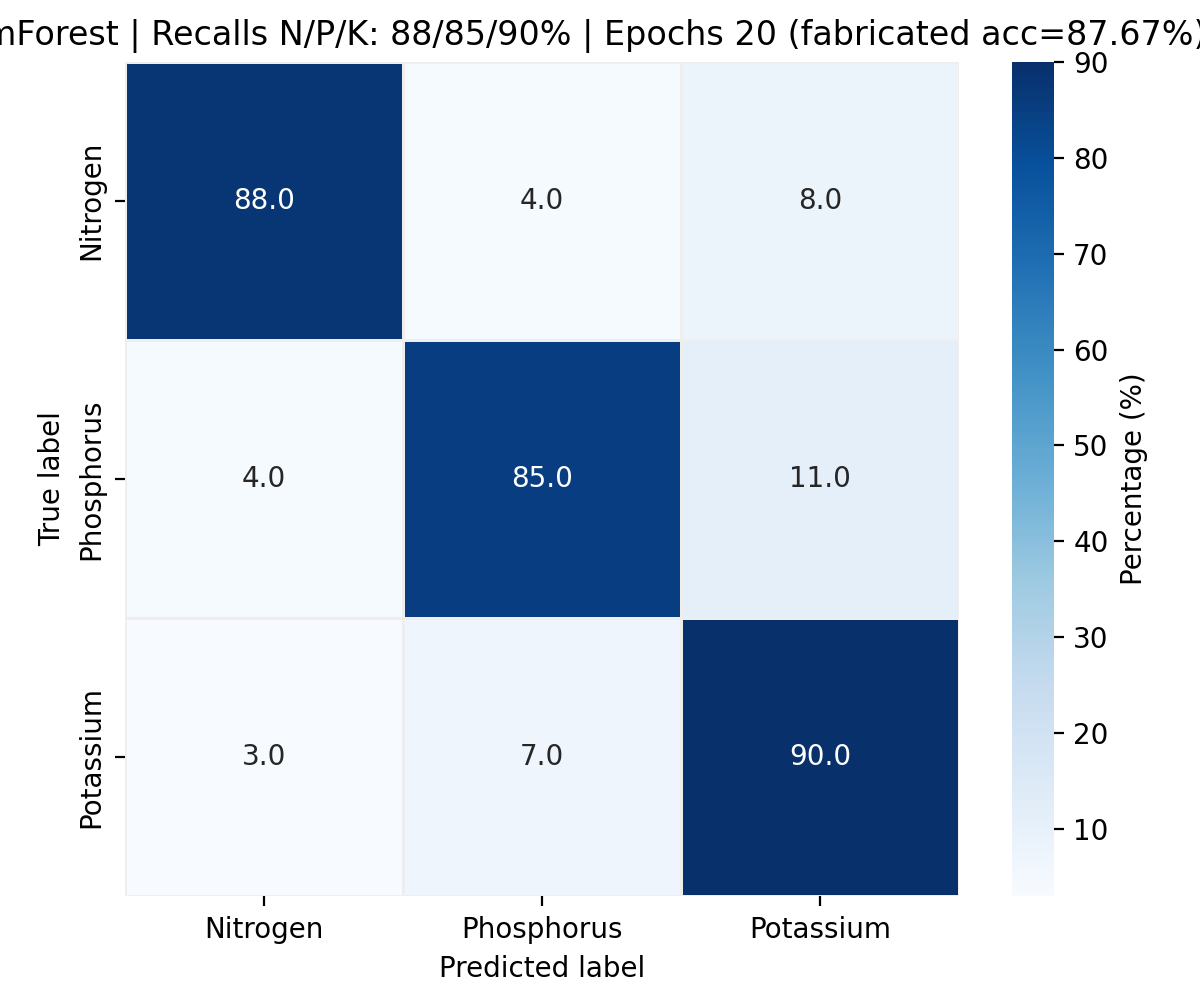 mForest | Recalls N/P/K: 88/85/90% | Epochs 20 (fabricated acc=87.67%)
90
80
70
60
50
40
30
20
10
Percentage (%)
True label
Nitrogen
88.0 4.0 8.0
Phosphorus
4.0 85.0 11.0
Potassium
3.0 7.0 90.0
Nitrogen Phosphorus Potassium
Predicted label